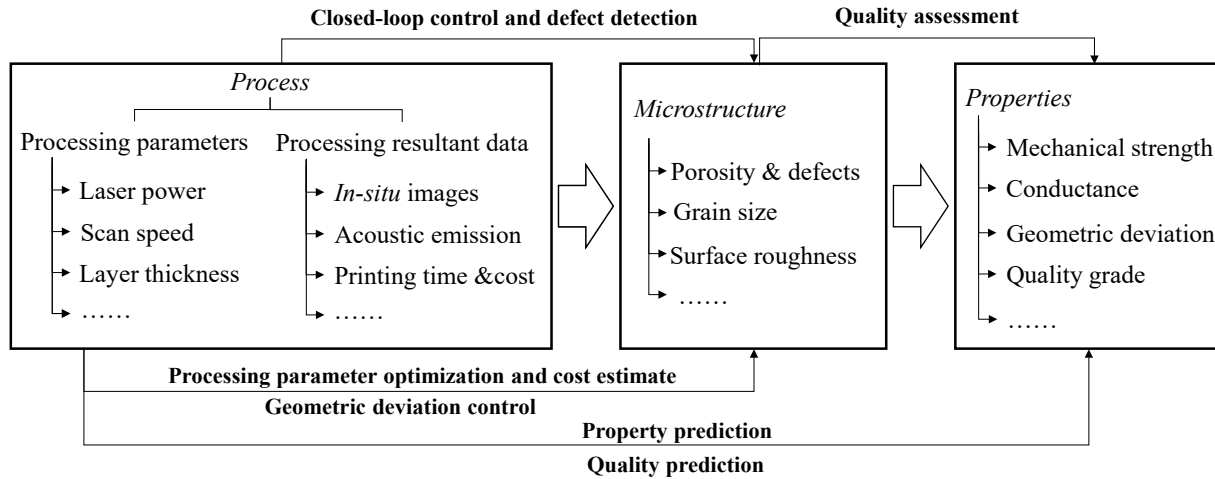 Closed-loop control and defect detection
Quality assessment
Process
Processing parameters
Laser power
Scan speed
Layer thickness
……
Processing resultant data
In-situ images
Acoustic emission
Printing time &cost
……
Microstructure
Porosity & defects
Grain size
Surface roughness
……
Properties
Mechanical strength
Conductance
Geometric deviation
Quality grade
……
Processing parameter optimization and cost estimate
Geometric deviation control
Property prediction
Quality prediction